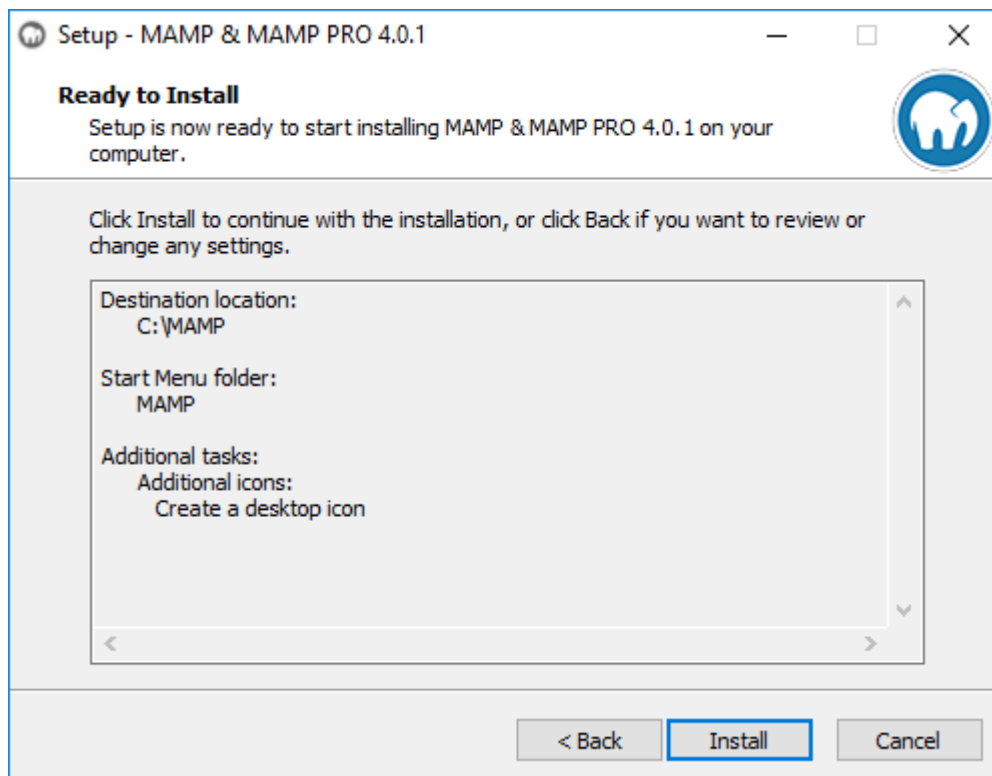 Setup - MAMP & MAMP PRO 4.0.1
Ready to Install
Setup is now ready to start installing MAMP & MAMP PRO 4.0.1 on your
computer.
Click Install to continue with the installation, or click Back if you want to review or
change any settings.
Destination location:
C:\MAMP
Start Menu folder:
MAMP
Additional tasks:
Additional icons:
Create a desktop icon
< Back Install Cancel